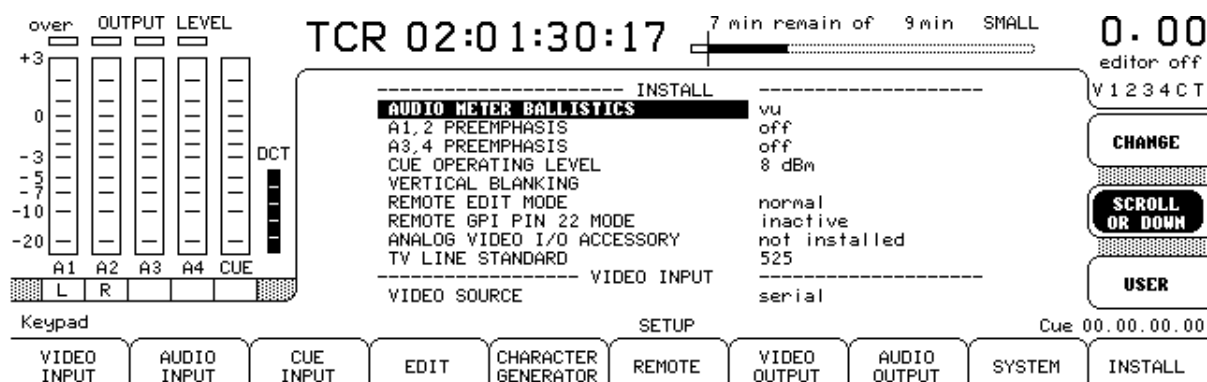 over OUTPUT LEVEL
TCR 02:01:30:17
7 min remain of 9 min SMALL
0.00
editor off
V 1 2 3 4 C T
+3
0
-3
-5
-7
-10
-20
DCT
A1 A2 A3 A4 CUE
L R
INSTALL
AUDIO METER BALLISTICS vu
A1,2 PREEMPHASIS off
A3,4 PREEMPHASIS off
CUE OPERATING LEVEL 8 dBm
VERTICAL BLANKING
REMOTE EDIT MODE normal
REMOTE GPI PIN 22 MODE inactive
ANALOG VIDEO I/O ACCESSORY not installed
TV LINE STANDARD 525
VIDEO INPUT
VIDEO SOURCE serial
CHANGE
SCROLL
OR DOWN
USER
Keypad SETUP Cue 00.00.00.00
VIDEO INPUT
AUDIO INPUT
CUE INPUT
EDIT
CHARACTER GENERATOR
REMOTE
VIDEO OUTPUT
AUDIO OUTPUT
SYSTEM
INSTALL